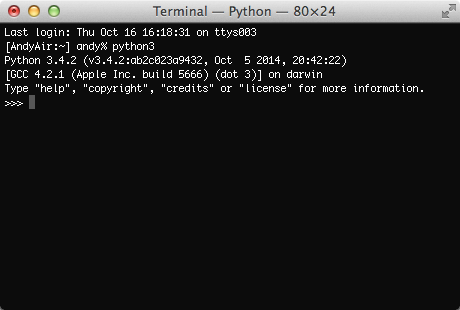 Terminal — Python — 80×24
Last login: Thu Oct 16 16:18:31 on ttys003
[AndyAir:~] andy% python3
Python 3.4.2 (v3.4.2:ab2c023a9432, Oct  5 2014, 20:42:22)
[GCC 4.2.1 (Apple Inc. build 5666) (dot 3)] on darwin
Type "help", "copyright", "credits" or "license" for more information.
>>>